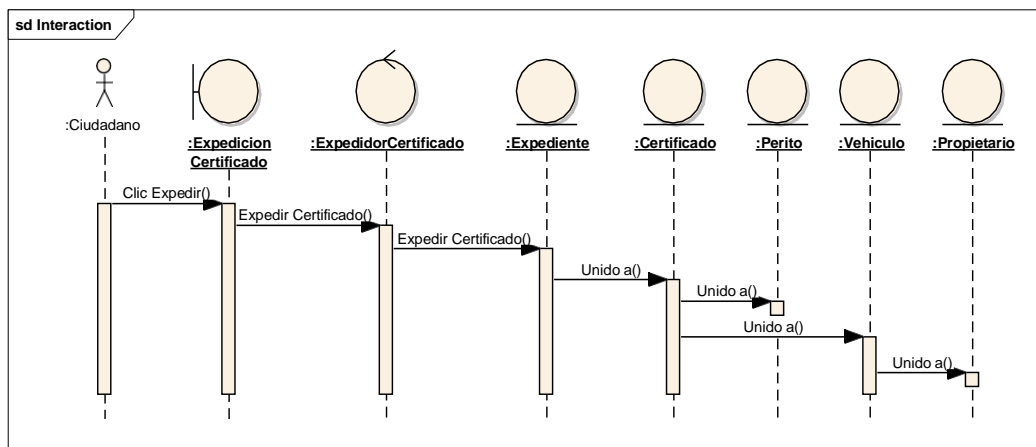 sd Interaction
:Ciudadano
:Expedicion
Certificado
:ExpedidorCertificado
:Expediente
:Certificado
:Perito
:Vehiculo
:Propietario
Clic Expedir()
Expedir Certificado()
Expedir Certificado()
Unido a()
Unido a()
Unido a()
Unido a()